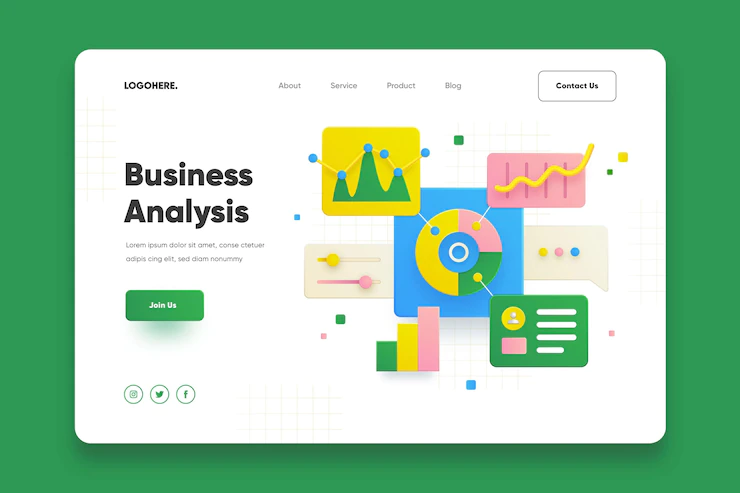 LOGOHERE.
About
Service
Product
Blog
Contact Us
Business
Analysis
Lorem ipsum dolor sit amet, conse ctetuer
adipis cing elit, sed diam nonummy
Join Us